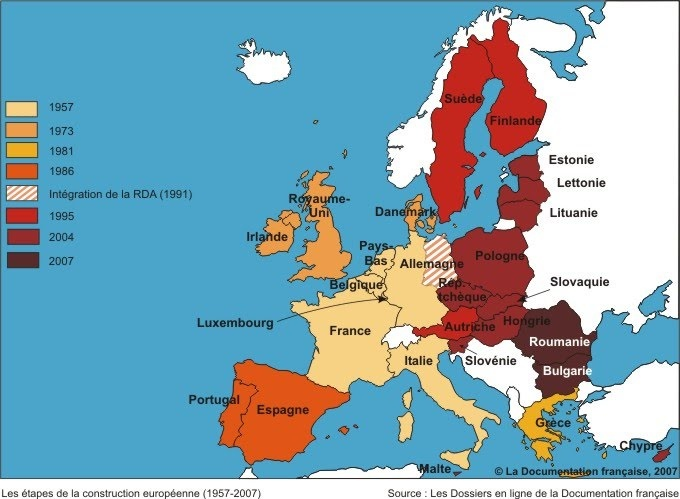 1957
1973
1981
1986
Intégration de la RDA (1991)
1995
2004
2007
Suède
Finlande
Estonie
Lettonie
Lituanie
Royaume-
Uni
Irlande
Danemark
Pays-
Bas
Allemagne
Pologne
Belgique
Rép.
tchèque
Slovaquie
Luxembourg
France
Autriche
Hongrie
Roumanie
Italie
Slovénie
Bulgarie
Portugal
Espagne
Grèce
Chypre
Malte
© La Documentation française, 2007
Les étapes de la construction européenne (1957-2007)
Source : Les Dossiers en ligne de la Documentation française